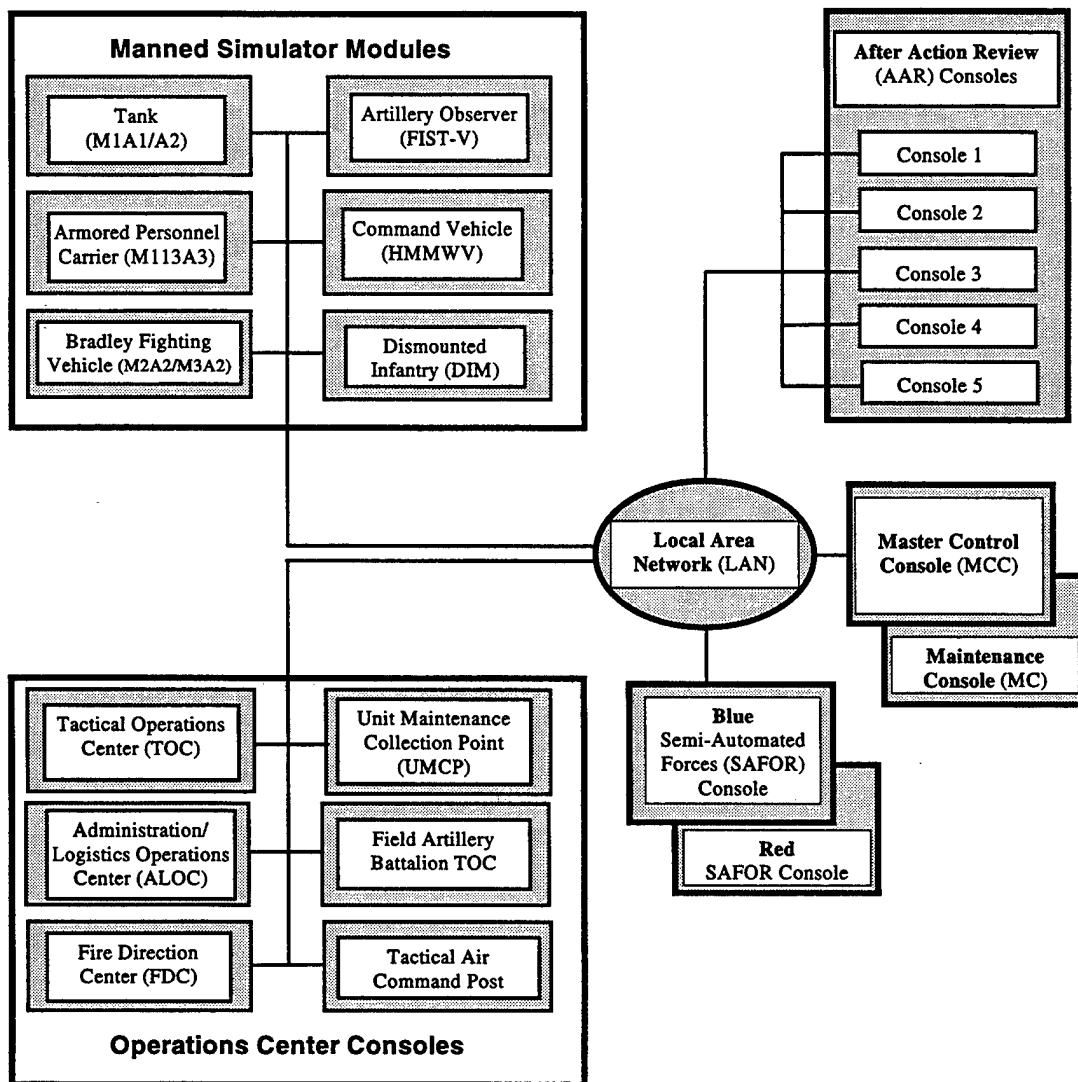 Manned Simulator Modules
Tank
(M1A1/A2)
Artillery Observer
(FIST-V)
Armored Personnel
Carrier (M113A3)
Command Vehicle
(HMMWV)
Bradley Fighting
Vehicle (M2A2/M3A2)
Dismounted
Infantry (DIM)
After Action Review
(AAR) Consoles
Console 1
Console 2
Console 3
Console 4
Console 5
Local Area
Network (LAN)
Master Control
Console (MCC)
Maintenance
Console (MC)
Blue
Semi-Automated
Forces (SAFOR)
Console
Red
SAFOR Console
Tactical Operations
Center (TOC)
Unit Maintenance
Collection Point
(UMCP)
Administration/
Logistics Operations
Center (ALOC)
Field Artillery
Battalion TOC
Fire Direction
Center (FDC)
Tactical Air
Command Post
Operations Center Consoles